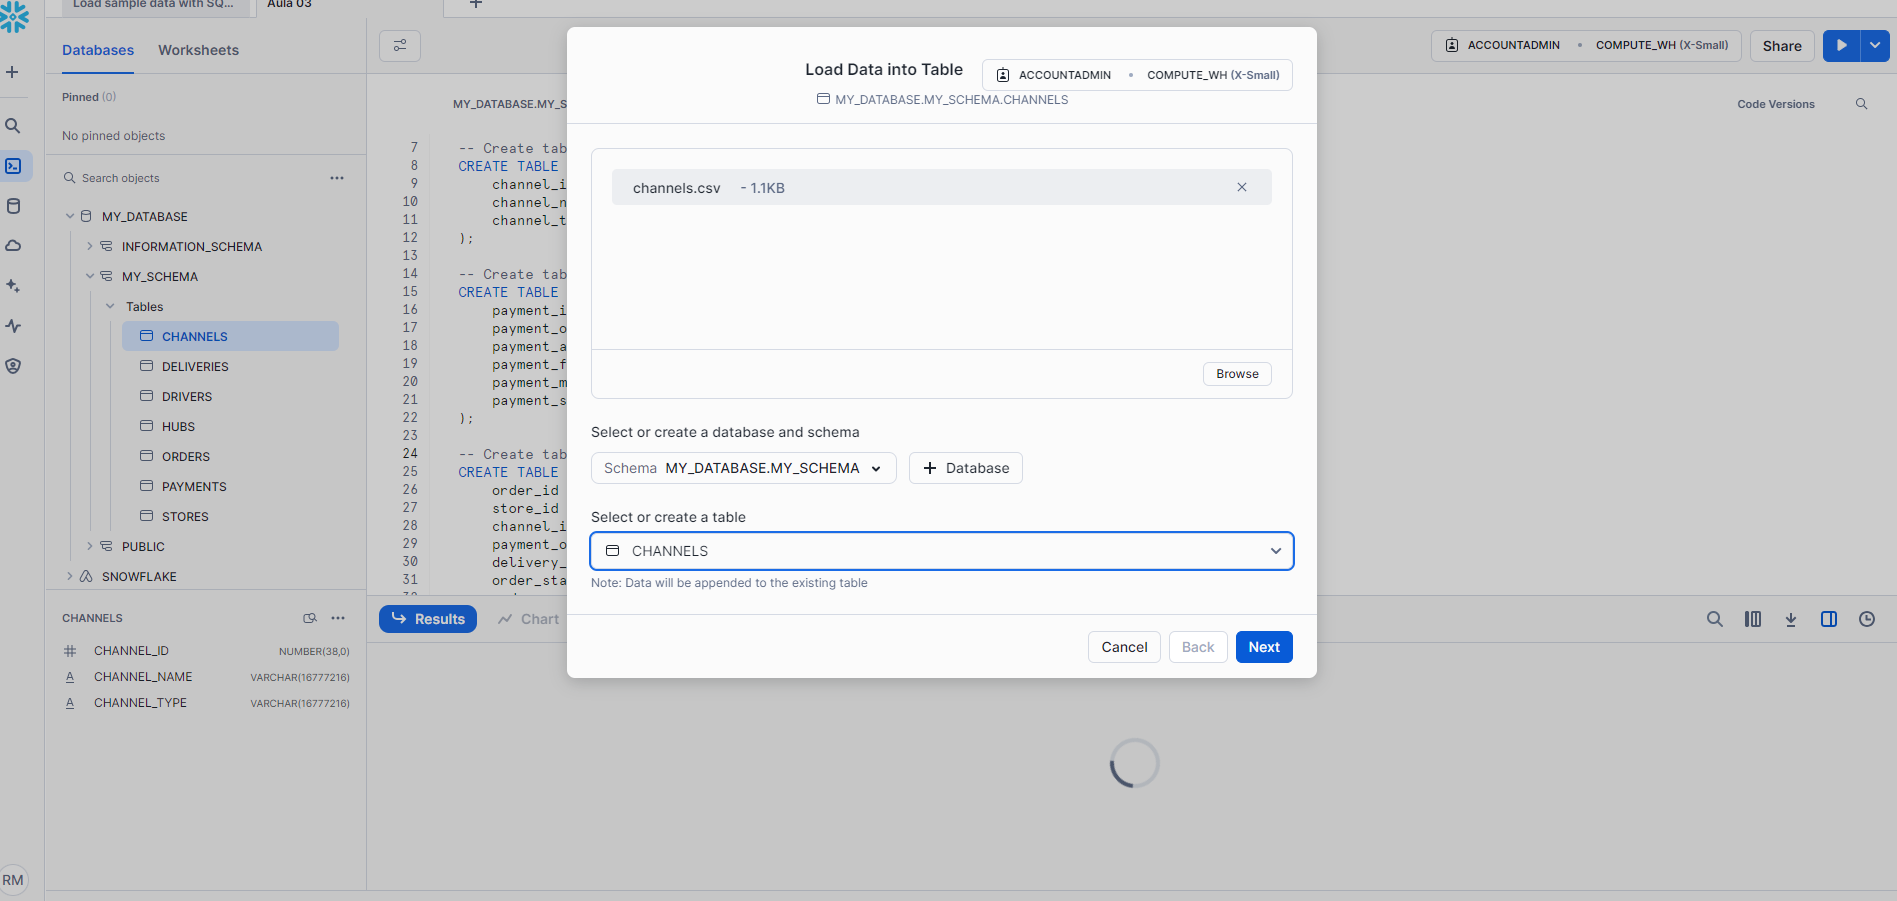 Load sample data with SQ...
Aula 03
Databases
Worksheets
Pinned (0)
No pinned objects
Search objects
MY_DATABASE
INFORMATION_SCHEMA
MY_SCHEMA
Tables
CHANNELS
DELIVERIES
DRIVERS
HUBS
ORDERS
PAYMENTS
STORES
PUBLIC
SNOWFLAKE
CHANNELS
CHANNEL_ID NUMBER(38,0)
CHANNEL_NAME VARCHAR(16777216)
CHANNEL_TYPE VARCHAR(16777216)
RM
ACCOUNTADMIN • COMPUTE_WH (X-Small)
Share
MY_DATABASE.MY_S
Code Versions
7 -- Create tab
8 CREATE TABLE
9 channel_i
10 channel_n
11 channel_t
12 );
13
14 -- Create tab
15 CREATE TABLE
16 payment_i
17 payment_o
18 payment_a
19 payment_f
20 payment_m
21 payment_s
22 );
23
24 -- Create tab
25 CREATE TABLE
26 order_id
27 store_id
28 channel_i
29 payment_o
30 delivery_
31 order_sta
Results
Chart
Load Data into Table
ACCOUNTADMIN • COMPUTE_WH (X-Small)
MY_DATABASE.MY_SCHEMA.CHANNELS
channels.csv - 1.1KB
Browse
Select or create a database and schema
Schema MY_DATABASE.MY_SCHEMA
+ Database
Select or create a table
CHANNELS
Note: Data will be appended to the existing table
Cancel
Back
Next